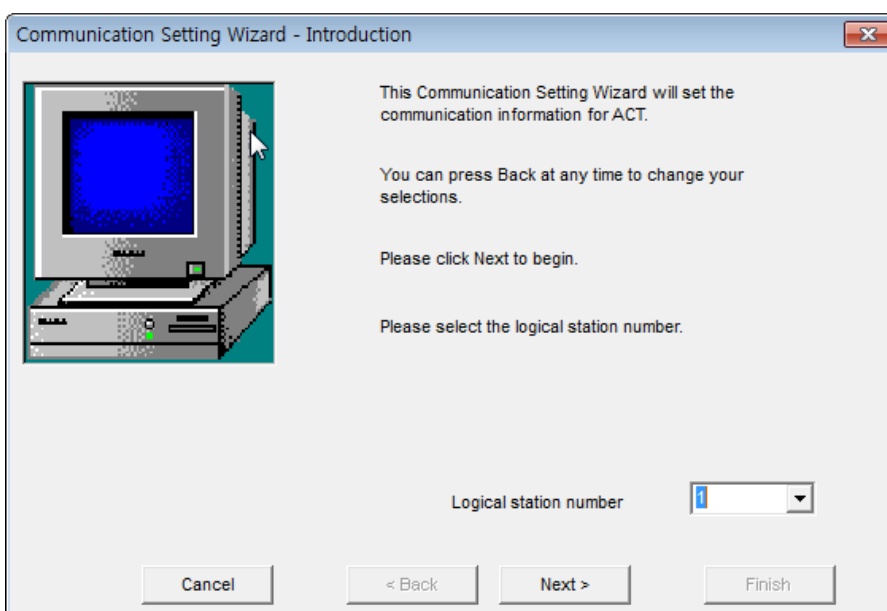 Communication Setting Wizard - Introduction
This Communication Setting Wizard will set the
communication information for ACT.
You can press Back at any time to change your
selections.
Please click Next to begin.
Please select the logical station number.
Logical station number 1
Cancel < Back Next > Finish